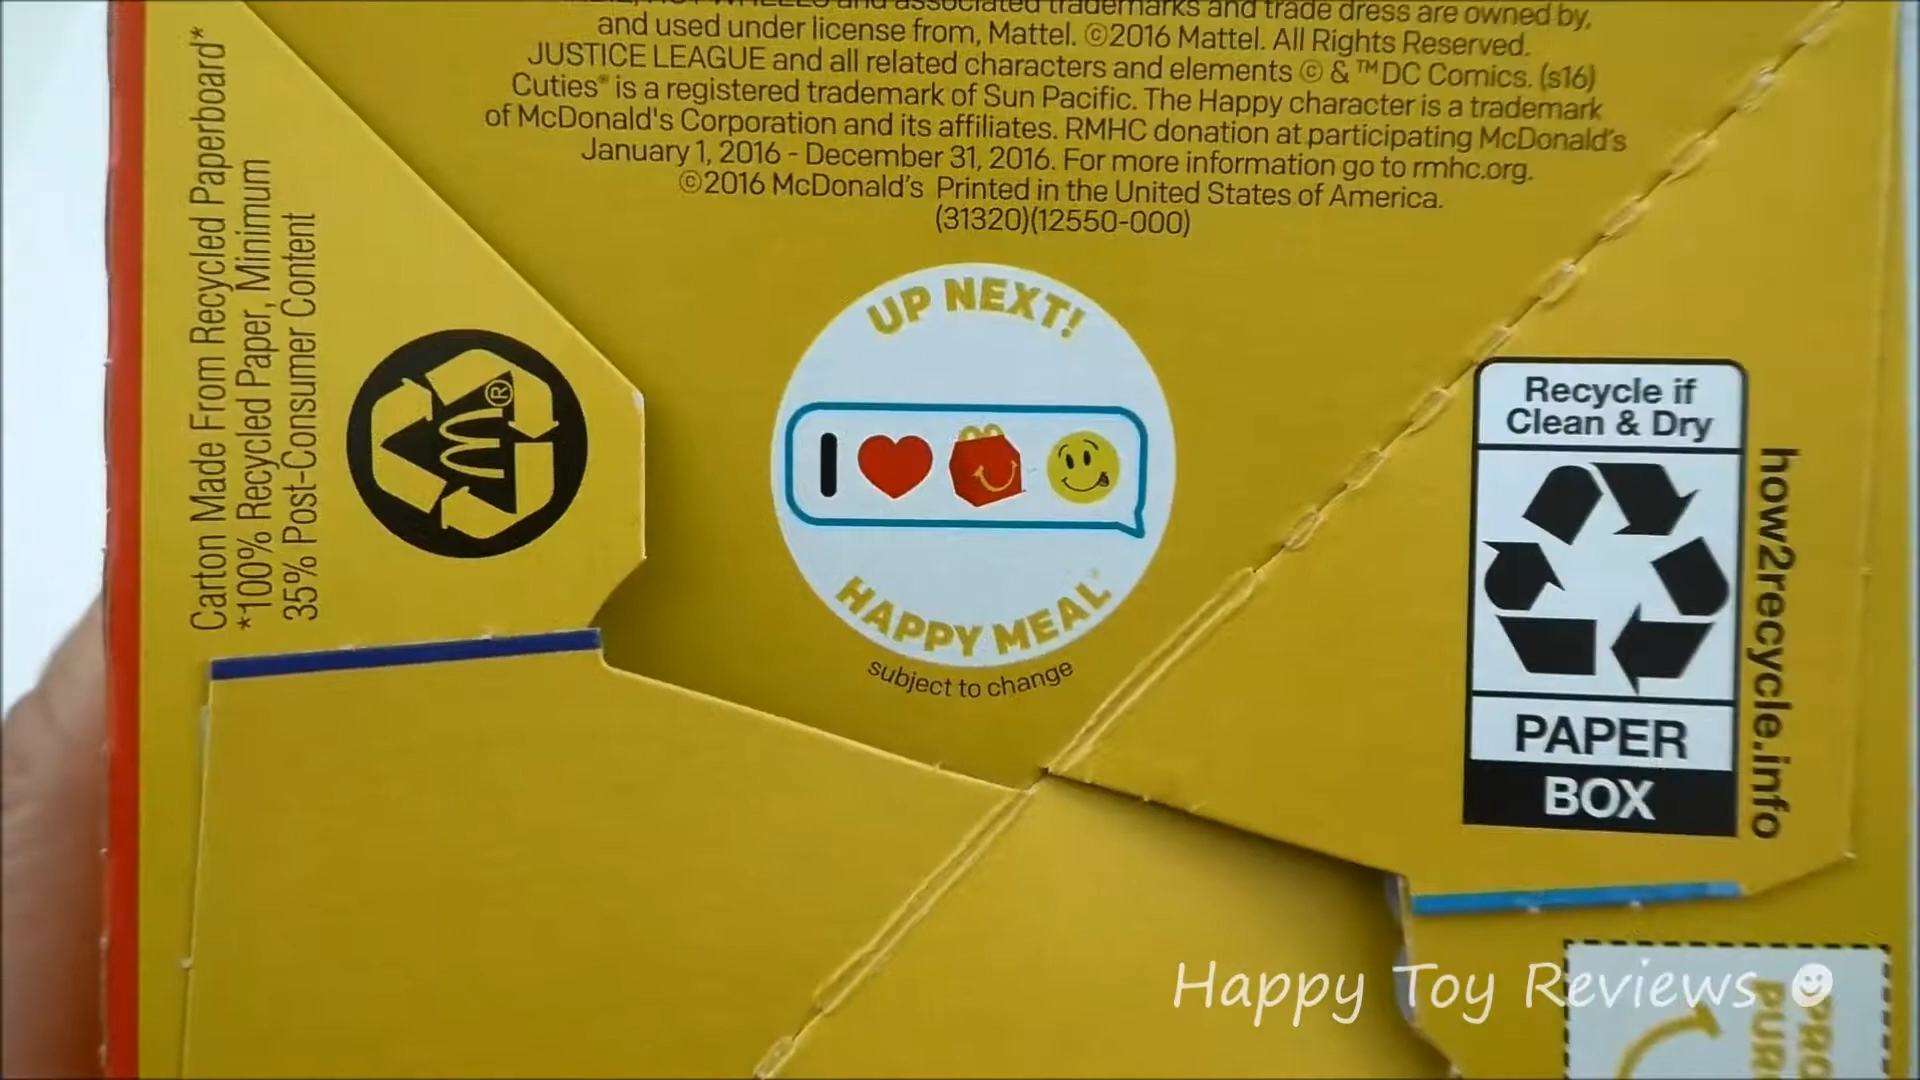 and associated trademarks and trade dress are owned by,
and used under license from, Mattel. ©2016 Mattel. All Rights Reserved.
JUSTICE LEAGUE and all related characters and elements © & ™DC Comics. (s16)
Cuties® is a registered trademark of Sun Pacific. The Happy character is a trademark
of McDonald's Corporation and its affiliates. RMHC donation at participating McDonald's
January 1, 2016 - December 31, 2016. For more information go to rmhc.org.
©2016 McDonald's Printed in the United States of America.
(31320)(12550-000)
Carton Made From Recycled Paperboard*
*100% Recycled Paper, Minimum
35% Post-Consumer Content
®
UP NEXT!
I
HAPPY MEAL®
subject to change
Recycle if
Clean & Dry
PAPER
BOX
how2recycle.info
Happy Toy Reviews